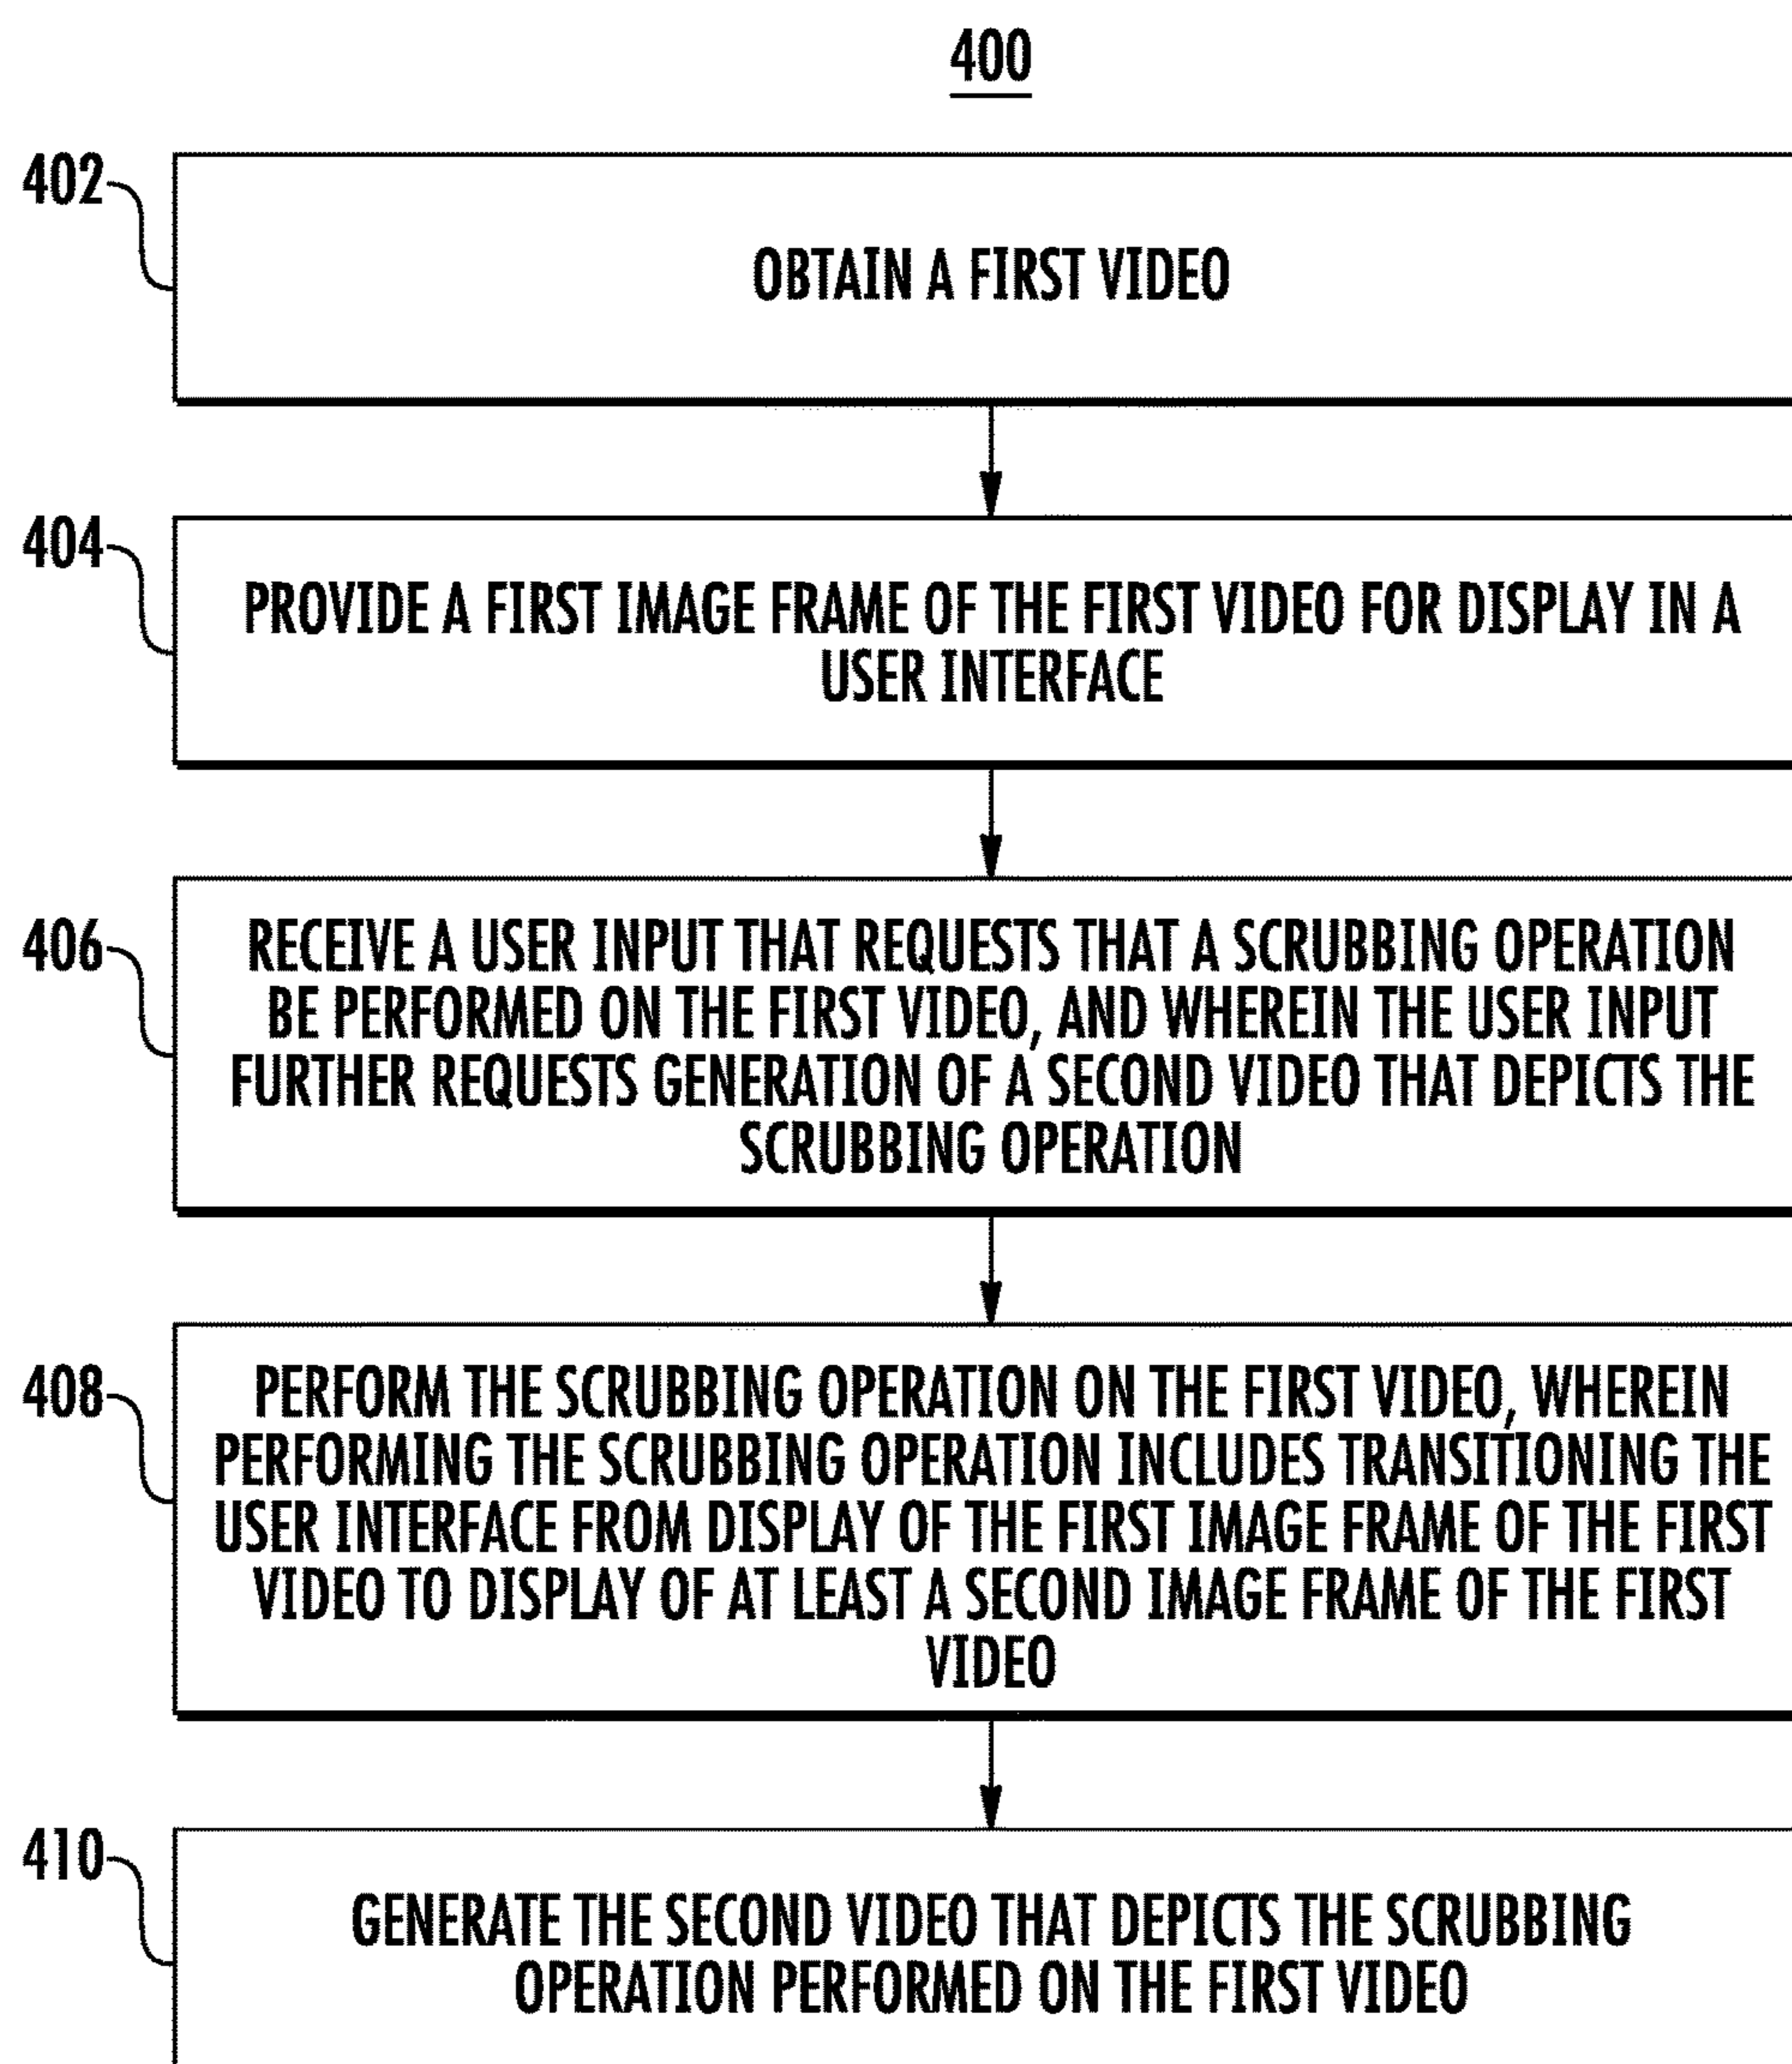 400
402
OBTAIN A FIRST VIDEO
404
PROVIDE A FIRST IMAGE FRAME OF THE FIRST VIDEO FOR DISPLAY IN A
USER INTERFACE
406
RECEIVE A USER INPUT THAT REQUESTS THAT A SCRUBBING OPERATION
BE PERFORMED ON THE FIRST VIDEO, AND WHEREIN THE USER INPUT
FURTHER REQUESTS GENERATION OF A SECOND VIDEO THAT DEPICTS THE
SCRUBBING OPERATION
408
PERFORM THE SCRUBBING OPERATION ON THE FIRST VIDEO, WHEREIN
PERFORMING THE SCRUBBING OPERATION INCLUDES TRANSITIONING THE
USER INTERFACE FROM DISPLAY OF THE FIRST IMAGE FRAME OF THE FIRST
VIDEO TO DISPLAY OF AT LEAST A SECOND IMAGE FRAME OF THE FIRST
VIDEO
410
GENERATE THE SECOND VIDEO THAT DEPICTS THE SCRUBBING
OPERATION PERFORMED ON THE FIRST VIDEO